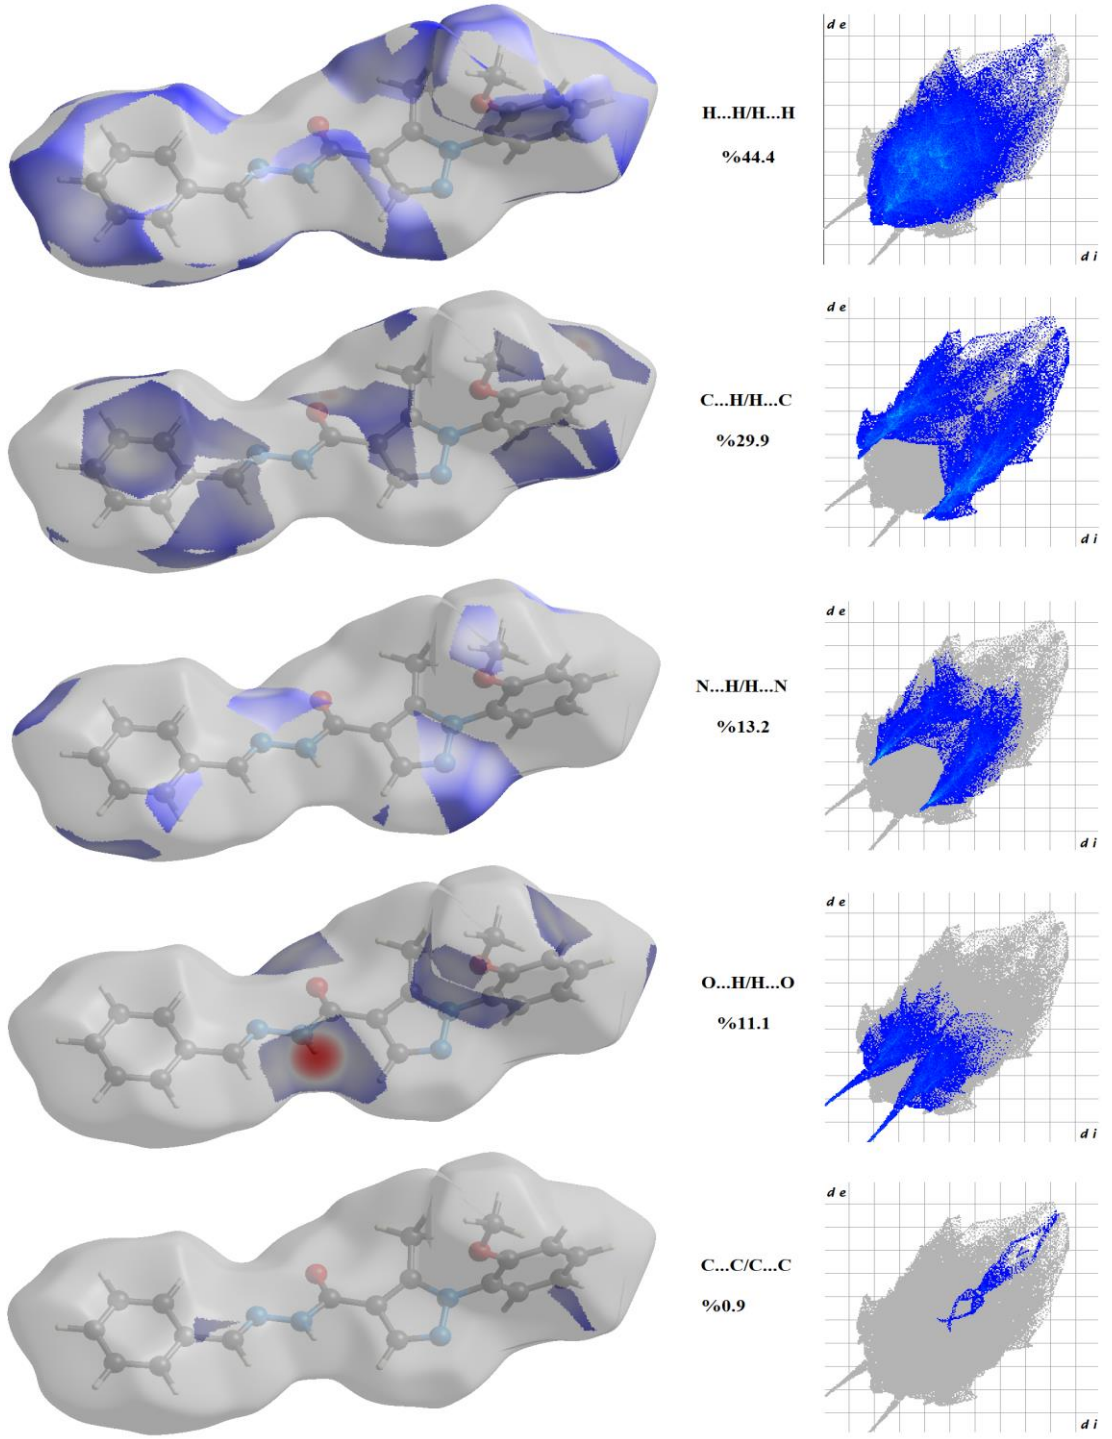 d e
H...H/H...H
%44.4
d i
d e
C...H/H...C
%29.9
d i
d e
N...H/H...N
%13.2
d i
d e
O...H/H...O
%11.1
d i
d e
C...C/C...C
%0.9
d i